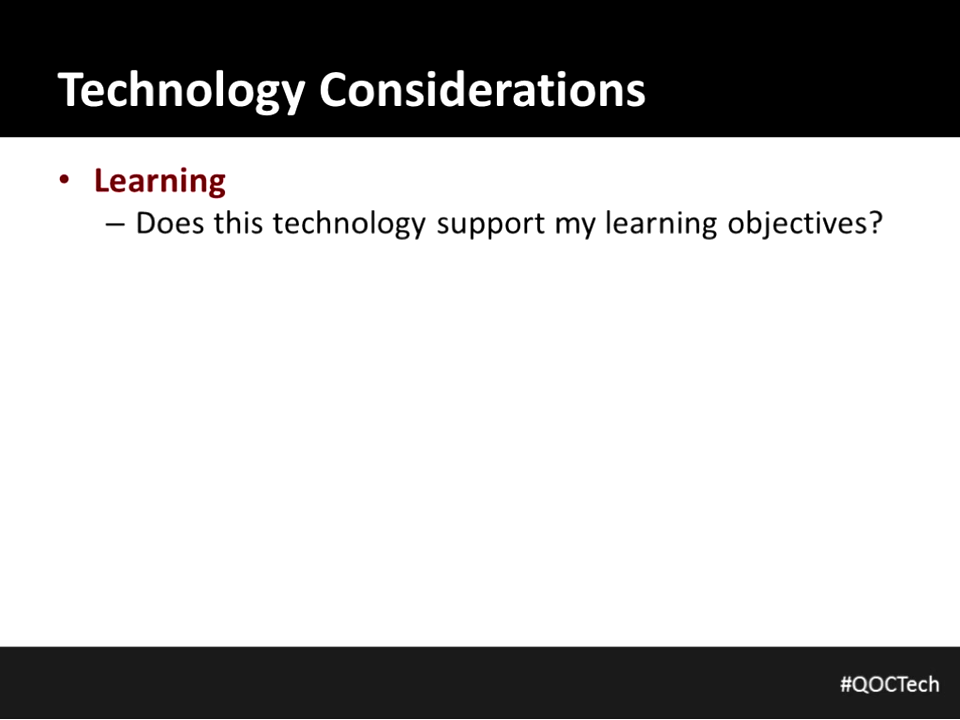 Technology Considerations
• Learning
– Does this technology support my learning objectives?
#QOCTech